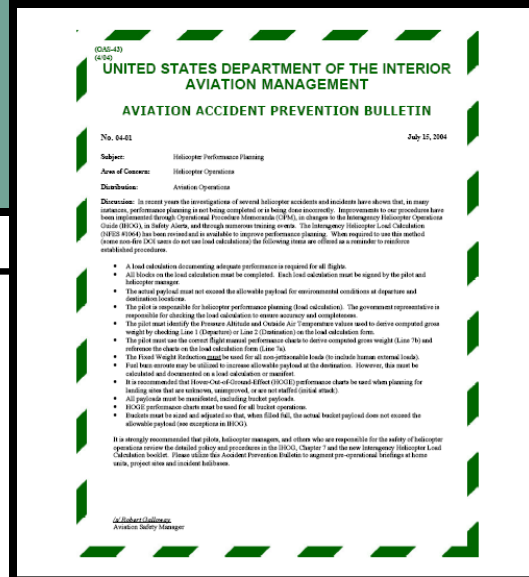 (OAS-43)
(4/04)
UNITED STATES DEPARTMENT OF THE INTERIOR
AVIATION MANAGEMENT
AVIATION ACCIDENT PREVENTION BULLETIN
No. 04-01 July 15, 2004
Subject: Helicopter Performance Planning
Area of Concern: Helicopter Operations
Distribution: Aviation Operations
Discussion: In recent years the investigations of several helicopter accidents and incidents have shown that, in many
instances, performance planning is not being completed or is being done incorrectly. Improvements to our procedures have
been implemented through Operational Procedure Memoranda (OPM), in changes to the Interagency Helicopter Operations
Guide (IHOG), in Safety Alerts, and through numerous training events. The Interagency Helicopter Load Calculation
(NFES #1064) has been revised and is available to improve performance planning. When required to use this method
(some non-fire DOI users do not use load calculations) the following items are offered as a reminder to reinforce
established procedures.
• A load calculation documenting adequate performance is required for all flights.
• All blocks on the load calculation must be completed. Each load calculation must be signed by the pilot and
helicopter manager.
• The actual payload must not exceed the allowable payload for environmental conditions at departure and
destination locations.
• The pilot is responsible for helicopter performance planning (load calculation). The government representative is
responsible for checking the load calculation to ensure accuracy and completeness.
• The pilot must identify the Pressure Altitude and Outside Air Temperature values used to derive computed gross
weight by checking Line 1 (Departure) or Line 2 (Destination) on the load calculation form.
• The pilot must use the correct flight manual performance charts to derive computed gross weight (Line 7b) and
reference the charts on the load calculation form (Line 7a).
• The Fixed Weight Reduction must be used for all non-jettisonable loads (to include human external loads).
• Fuel burn enroute may be utilized to increase allowable payload at the destination. However, this must be
calculated and documented on a load calculation or manifest.
• It is recommended that Hover-Out-of-Ground-Effect (HOGE) performance charts be used when planning for
landing sites that are unknown, unimproved, or are not staffed (initial attack).
• All payloads must be manifested, including bucket payloads.
• HOGE performance charts must be used for all bucket operations.
• Buckets must be sized and adjusted so that, when filled full, the actual bucket payload does not exceed the
allowable payload (see exceptions in IHOG).
It is strongly recommended that pilots, helicopter managers, and others who are responsible for the safety of helicopter
operations review the detailed policy and procedures in the IHOG, Chapter 7 and the new Interagency Helicopter Load
Calculation booklet. Please utilize this Accident Prevention Bulletin to augment pre-operational briefings at home
units, project sites and incident helibases.
/s/ Robert Galloway
Aviation Safety Manager